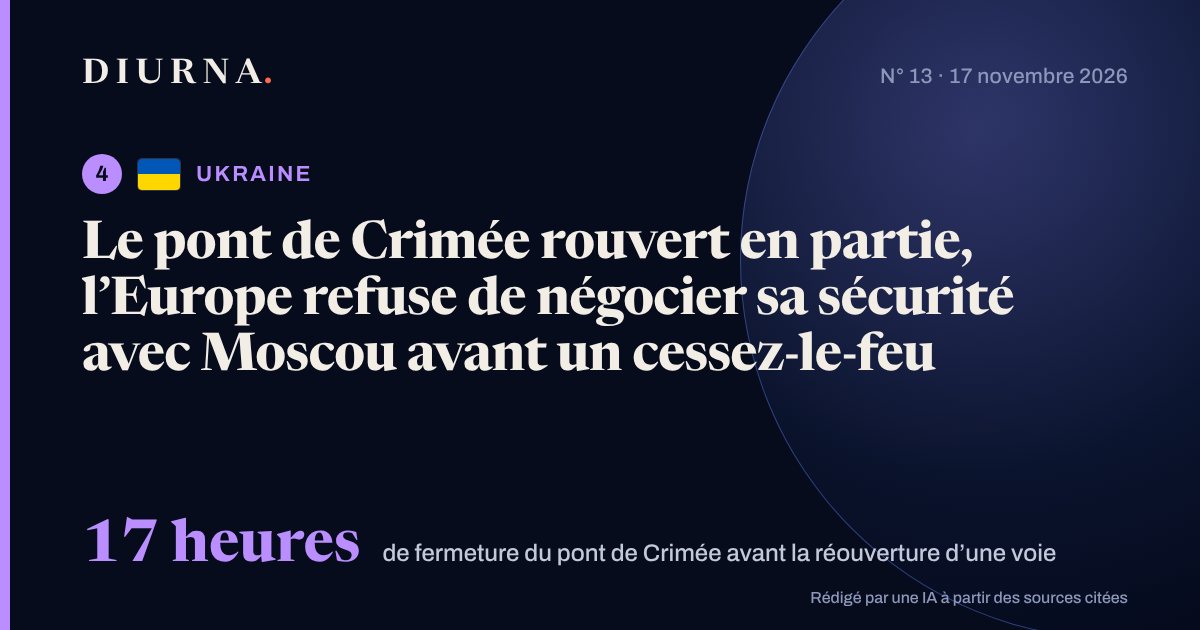 DIURNA.
N° 13 · 17 novembre 2026
4 UKRAINE
Le pont de Crimée rouvert en partie,
l’Europe refuse de négocier sa sécurité
avec Moscou avant un cessez-le-feu
17 heures de fermeture du pont de Crimée avant la réouverture d’une voie
Rédigé par une IA à partir des sources citées